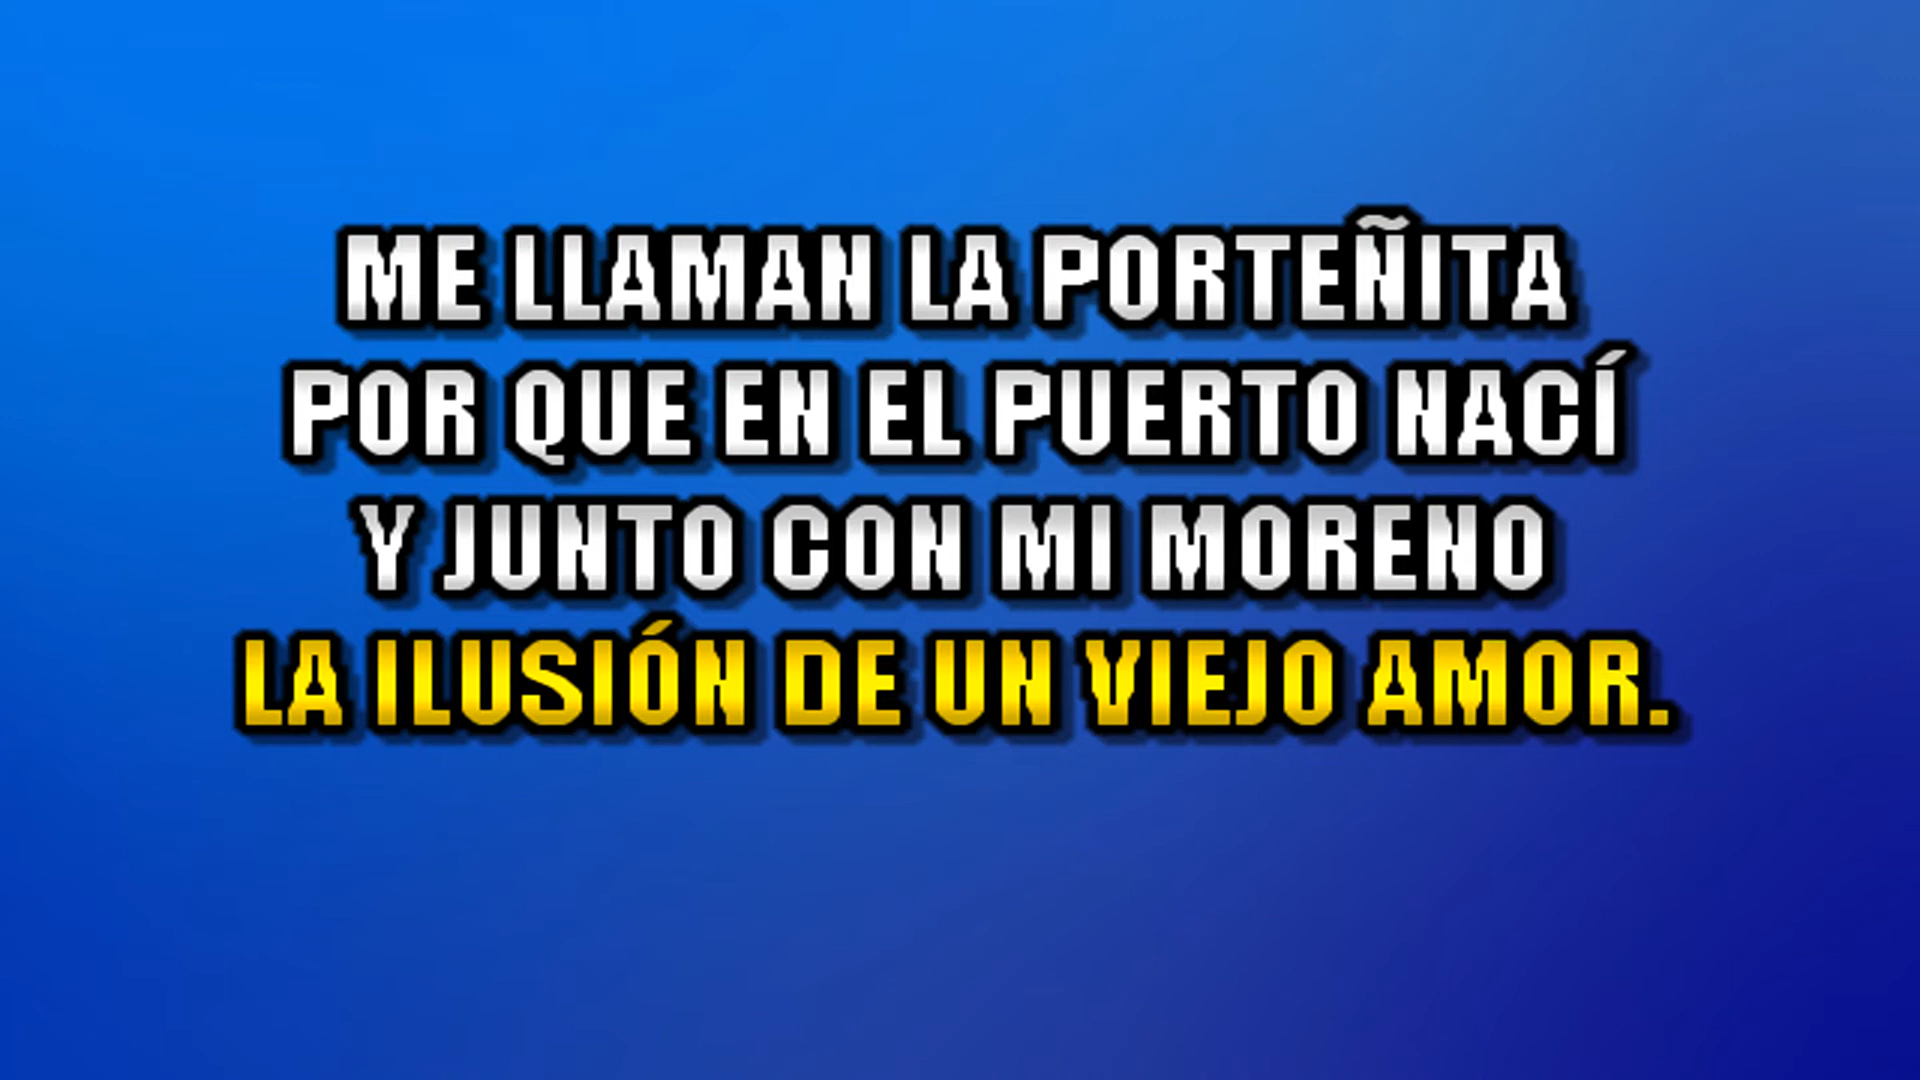 ME LLAMAN LA PORTEÑITA
POR QUE EN EL PUERTO NACÍ
Y JUNTO CON MI MORENO
LA ILUSIÓN DE UN VIEJO AMOR.